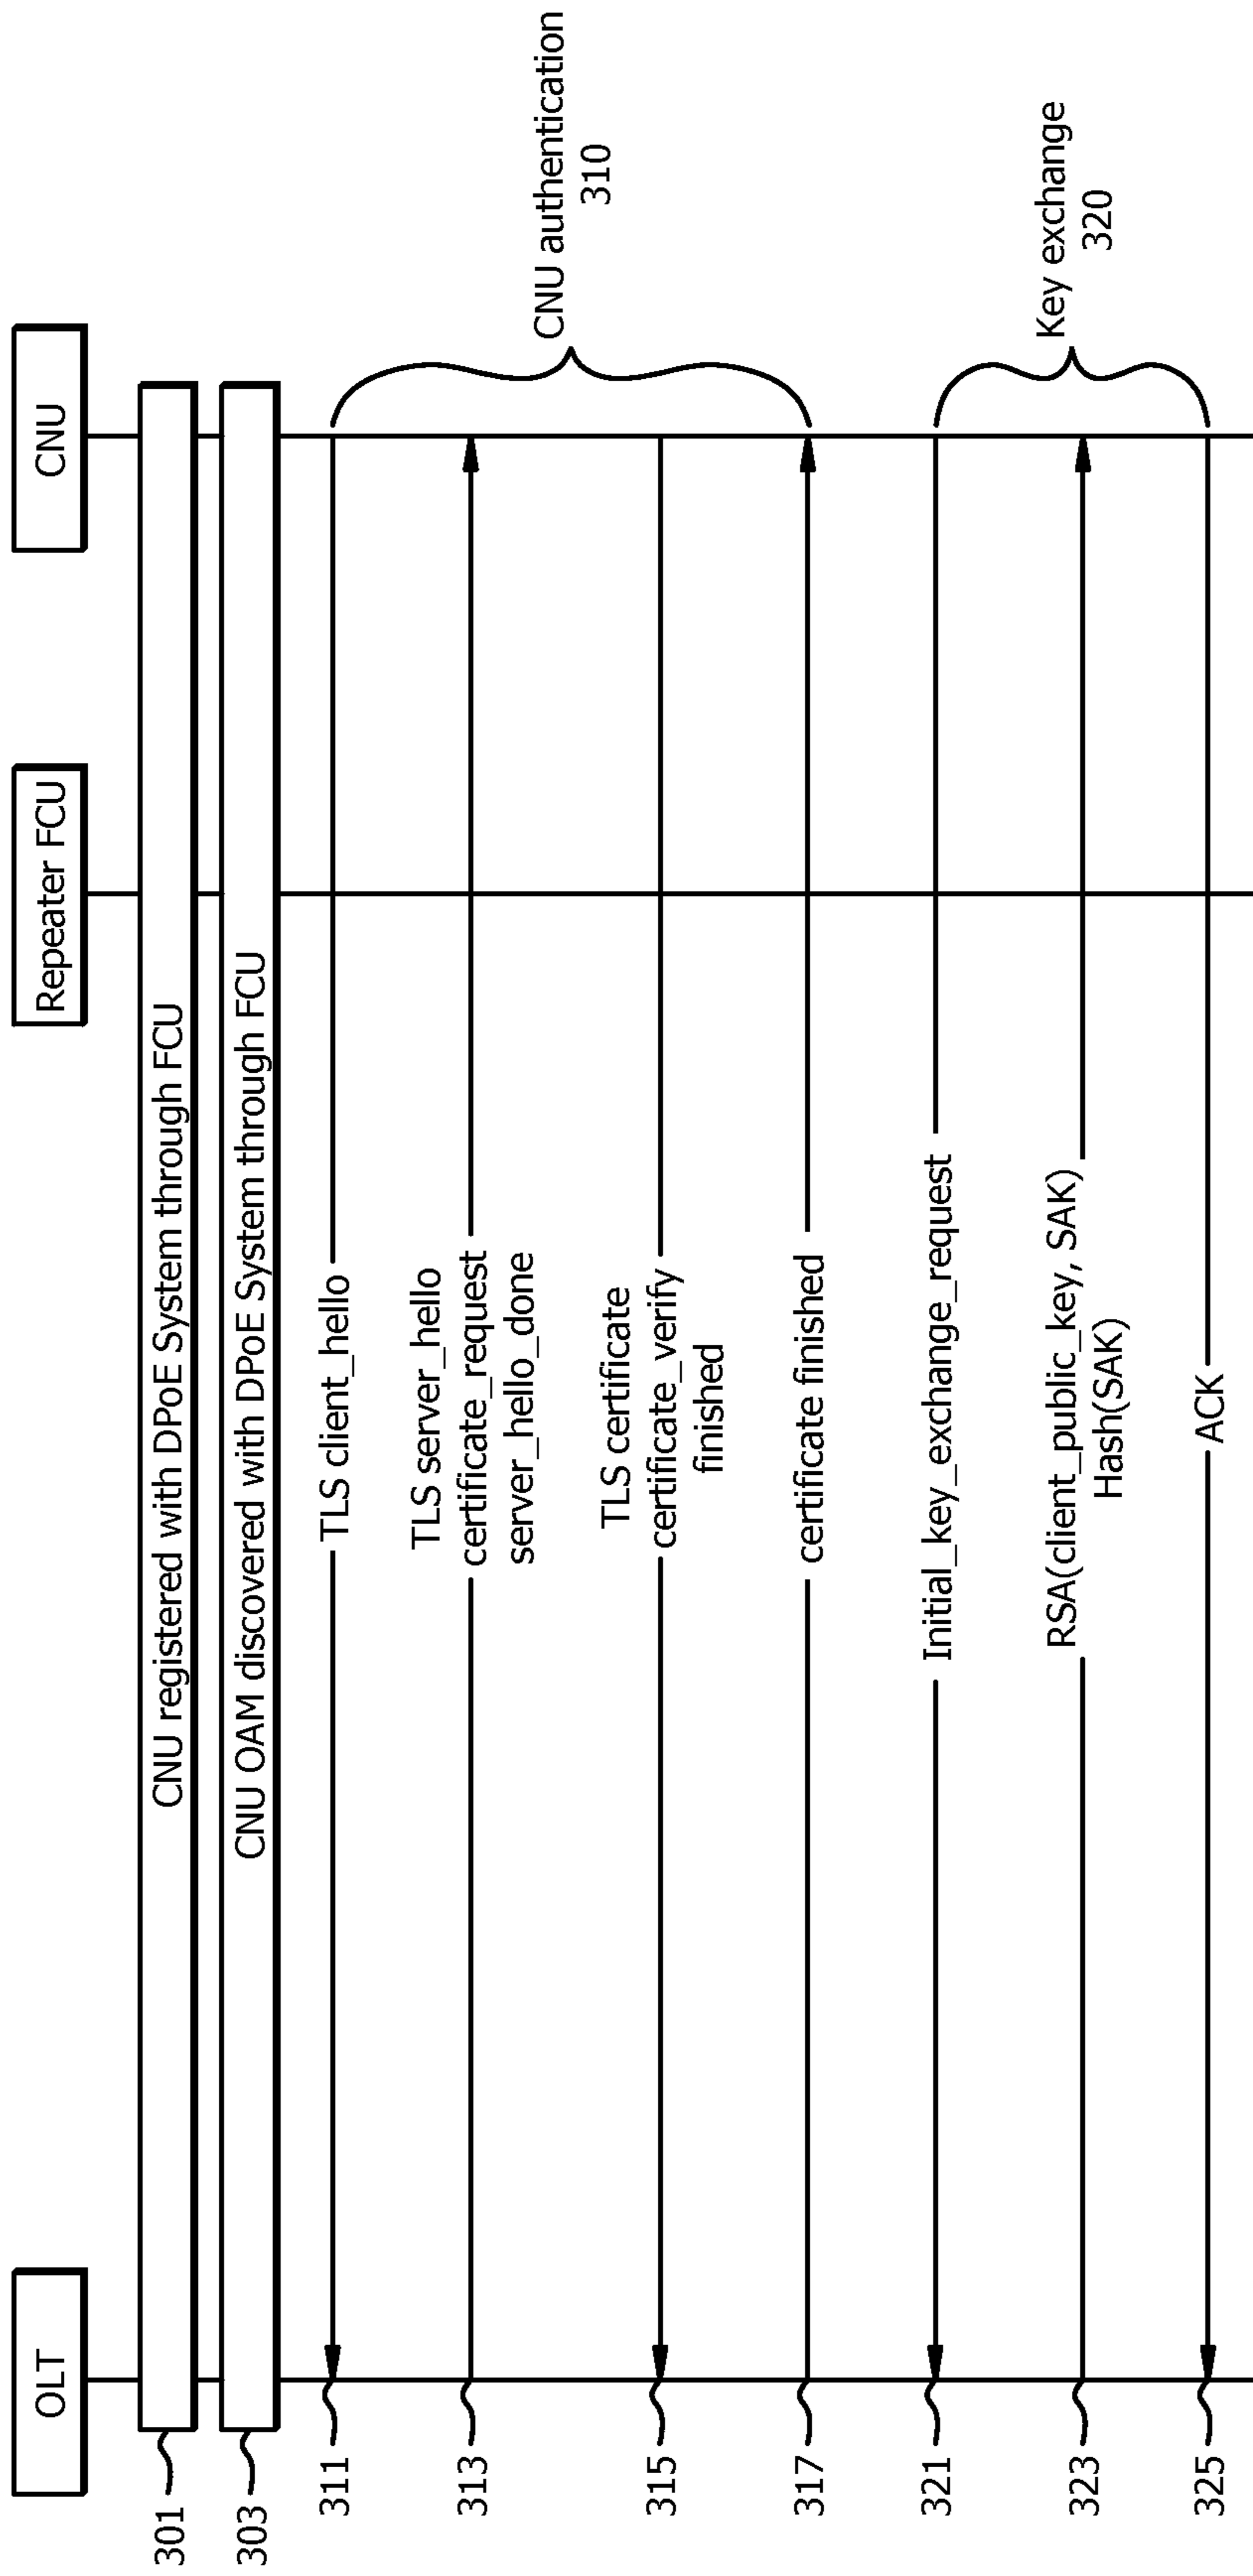 OLT
Repeater FCU
CNU
301
CNU registered with DPoE System through FCU
303
CNU OAM discovered with DPoE System through FCU
311
TLS client_hello
313
TLS server_hello
certificate_request
server_hello_done
315
TLS certificate
certificate_verify
finished
317
certificate finished
CNU authentication
310
321
Initial_key_exchange_request
323
RSA(client_public_key, SAK)
Hash(SAK)
325
ACK
Key exchange
320